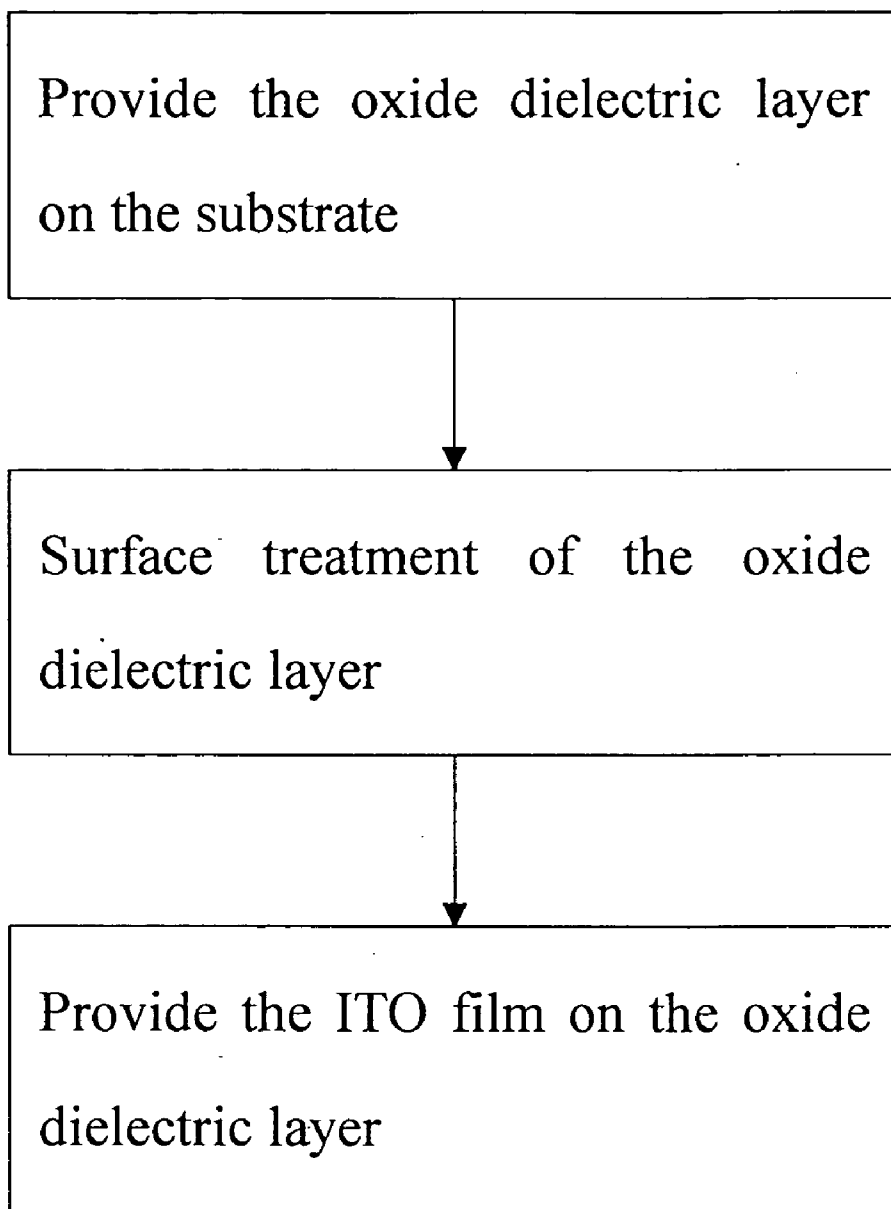 Provide the oxide dielectric layer
on the substrate
Surface treatment of the oxide
dielectric layer
Provide the ITO film on the oxide
dielectric layer